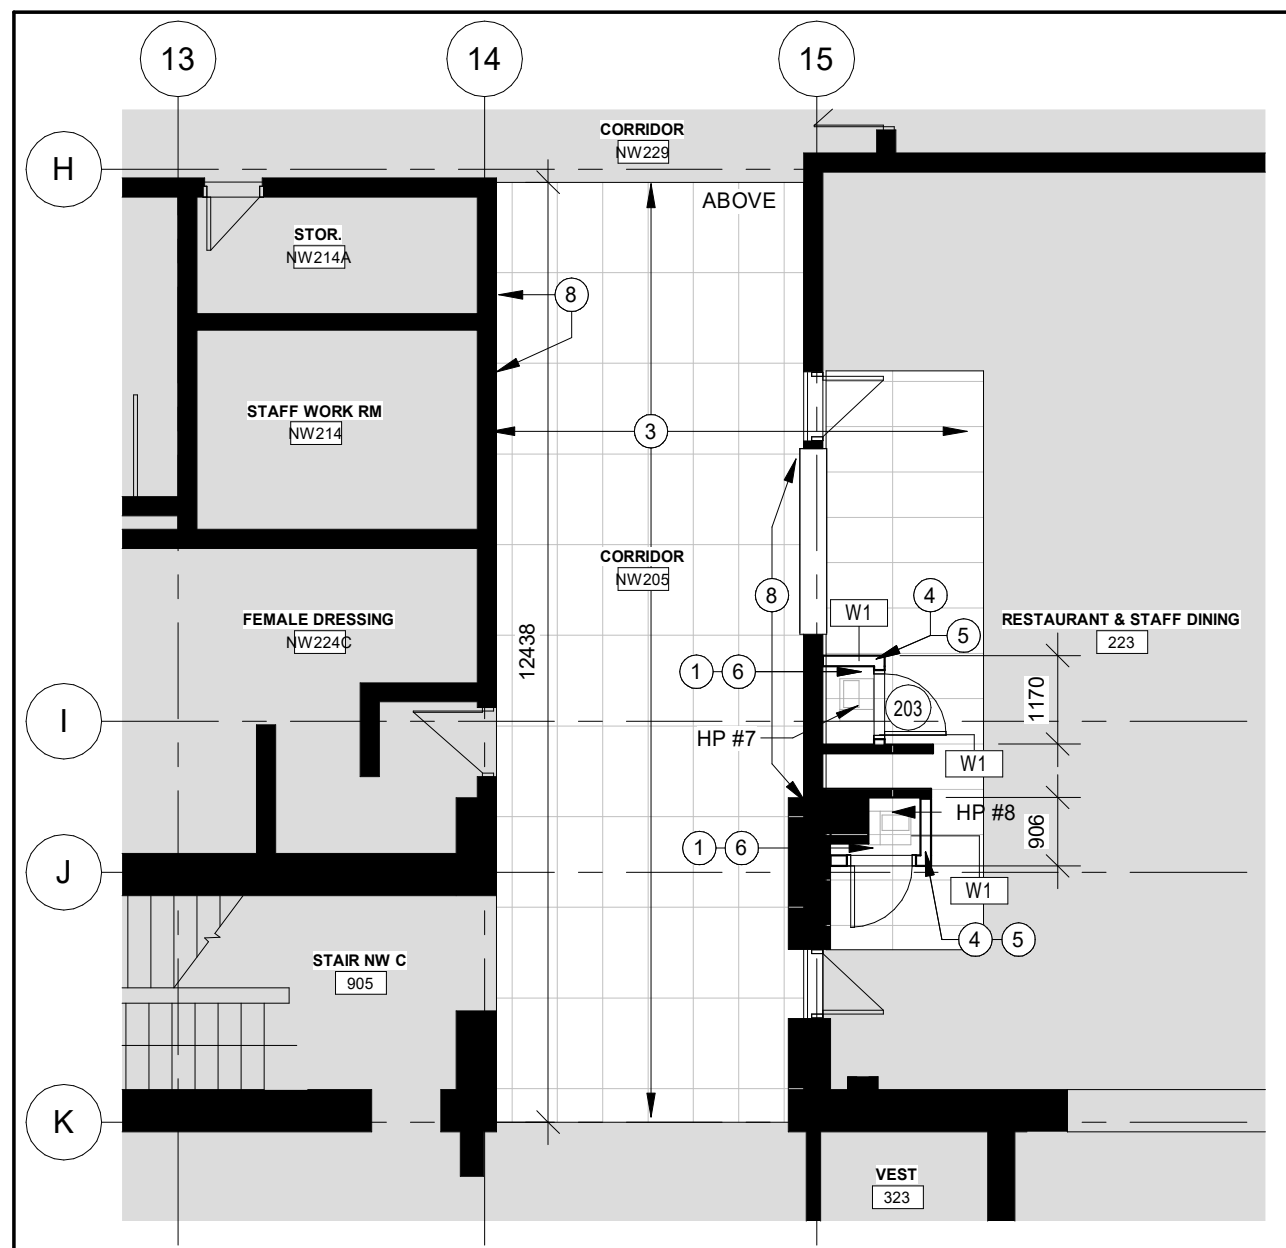 13
14
15
H
CORRIDOR
NW229
ABOVE
STOR.
NW214A
8
STAFF WORK RM
NW214
3
CORRIDOR
NW205
8
4
W1
FEMALE DRESSING
NW224C
12438
5
RESTAURANT & STAFF DINING
223
1
6
1170
203
I
HP #7
W1
HP #8
906
1
6
J
W1
4
5
STAIR NW C
905
K
VEST
323